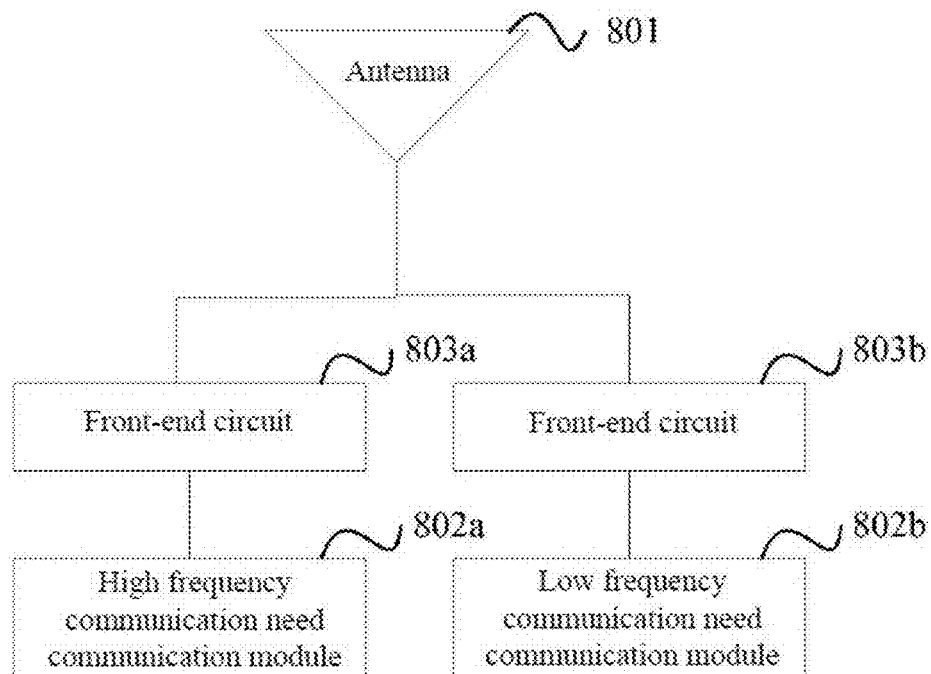 801
Antenna
803a
803b
Front-end circuit
Front-end circuit
802a
802b
High frequency
communication need
communication module
Low frequency
communication need
communication module